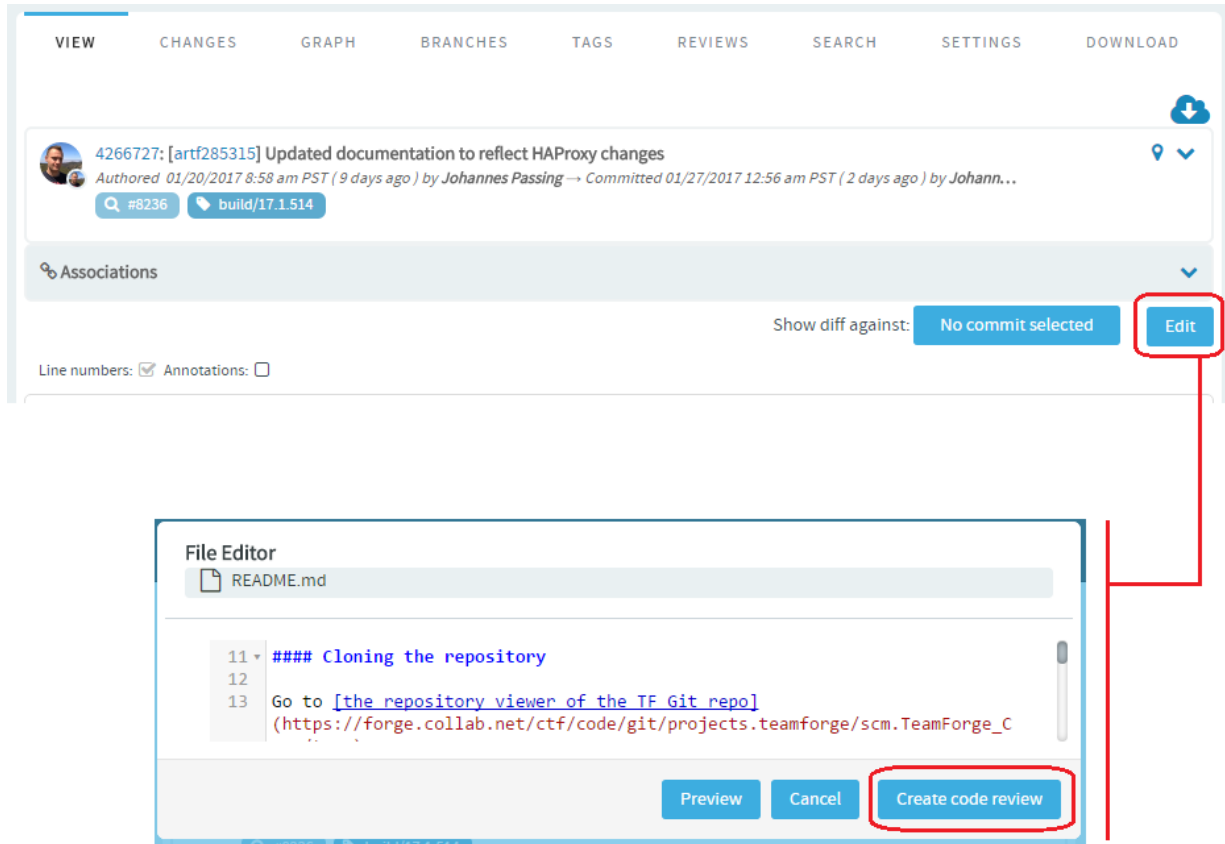 VIEW CHANGES GRAPH BRANCHES TAGS REVIEWS SEARCH SETTINGS DOWNLOAD
4266727: [artf285315] Updated documentation to reflect HAProxy changes
Authored 01/20/2017 8:58 am PST ( 9 days ago ) by Johannes Passing → Committed 01/27/2017 12:56 am PST ( 2 days ago ) by Johann...
#8236 build/17.1.514
Associations
Show diff against: No commit selected Edit
Line numbers: Annotations:
File Editor
README.md
11 #### Cloning the repository
12
13 Go to [the repository viewer of the TF Git repo]
(https://forge.collab.net/ctf/code/git/projects.teamforge/scm.TeamForge_C
Preview Cancel Create code review